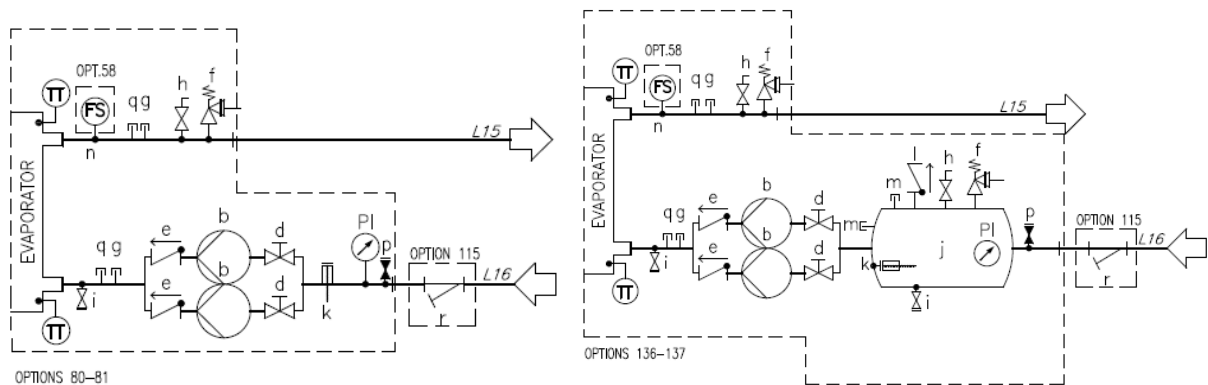 OPT.58
TT
FS
q g
h
f
n
L15
EVAPORATOR
b
d
e
PI
p
OPTION 115
q g
e
b
d
L16
i
k
r
TT
OPTIONS 80–81
OPT.58
TT
FS
q g
h
f
n
L15
EVAPORATOR
l
h
f
m
b
d
e
m
PI
p
OPTION 115
q g
b
j
L16
e
d
k
i
i
r
TT
OPTIONS 136–137